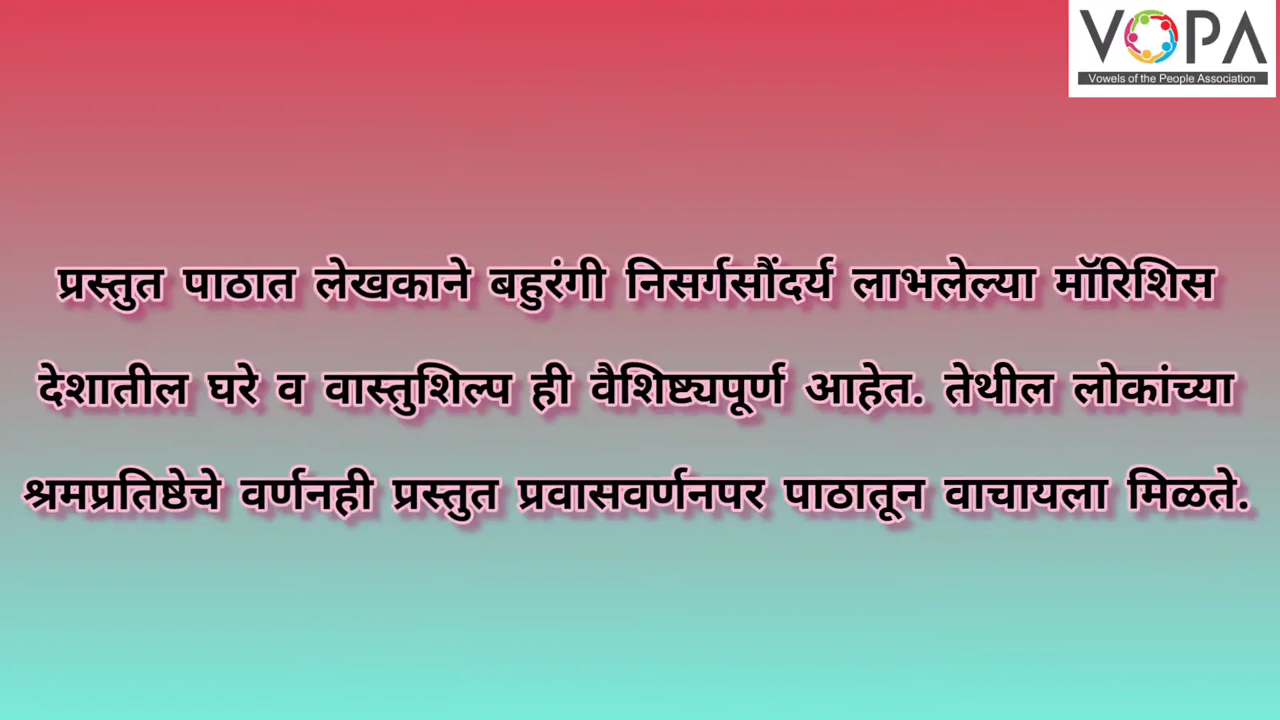 VOPA
Vowels of the People Association
प्रस्तुत पाठात लेखकाने बहुरंगी निसर्गसौंदर्य लाभलेल्या मॉरिशिस
देशातील घरे व वास्तुशिल्प ही वैशिष्ट्यपूर्ण आहेत. तेथील लोकांच्या
श्रमप्रतिष्ठेचे वर्णनही प्रस्तुत प्रवासवर्णनपर पाठातून वाचायला मिळते.